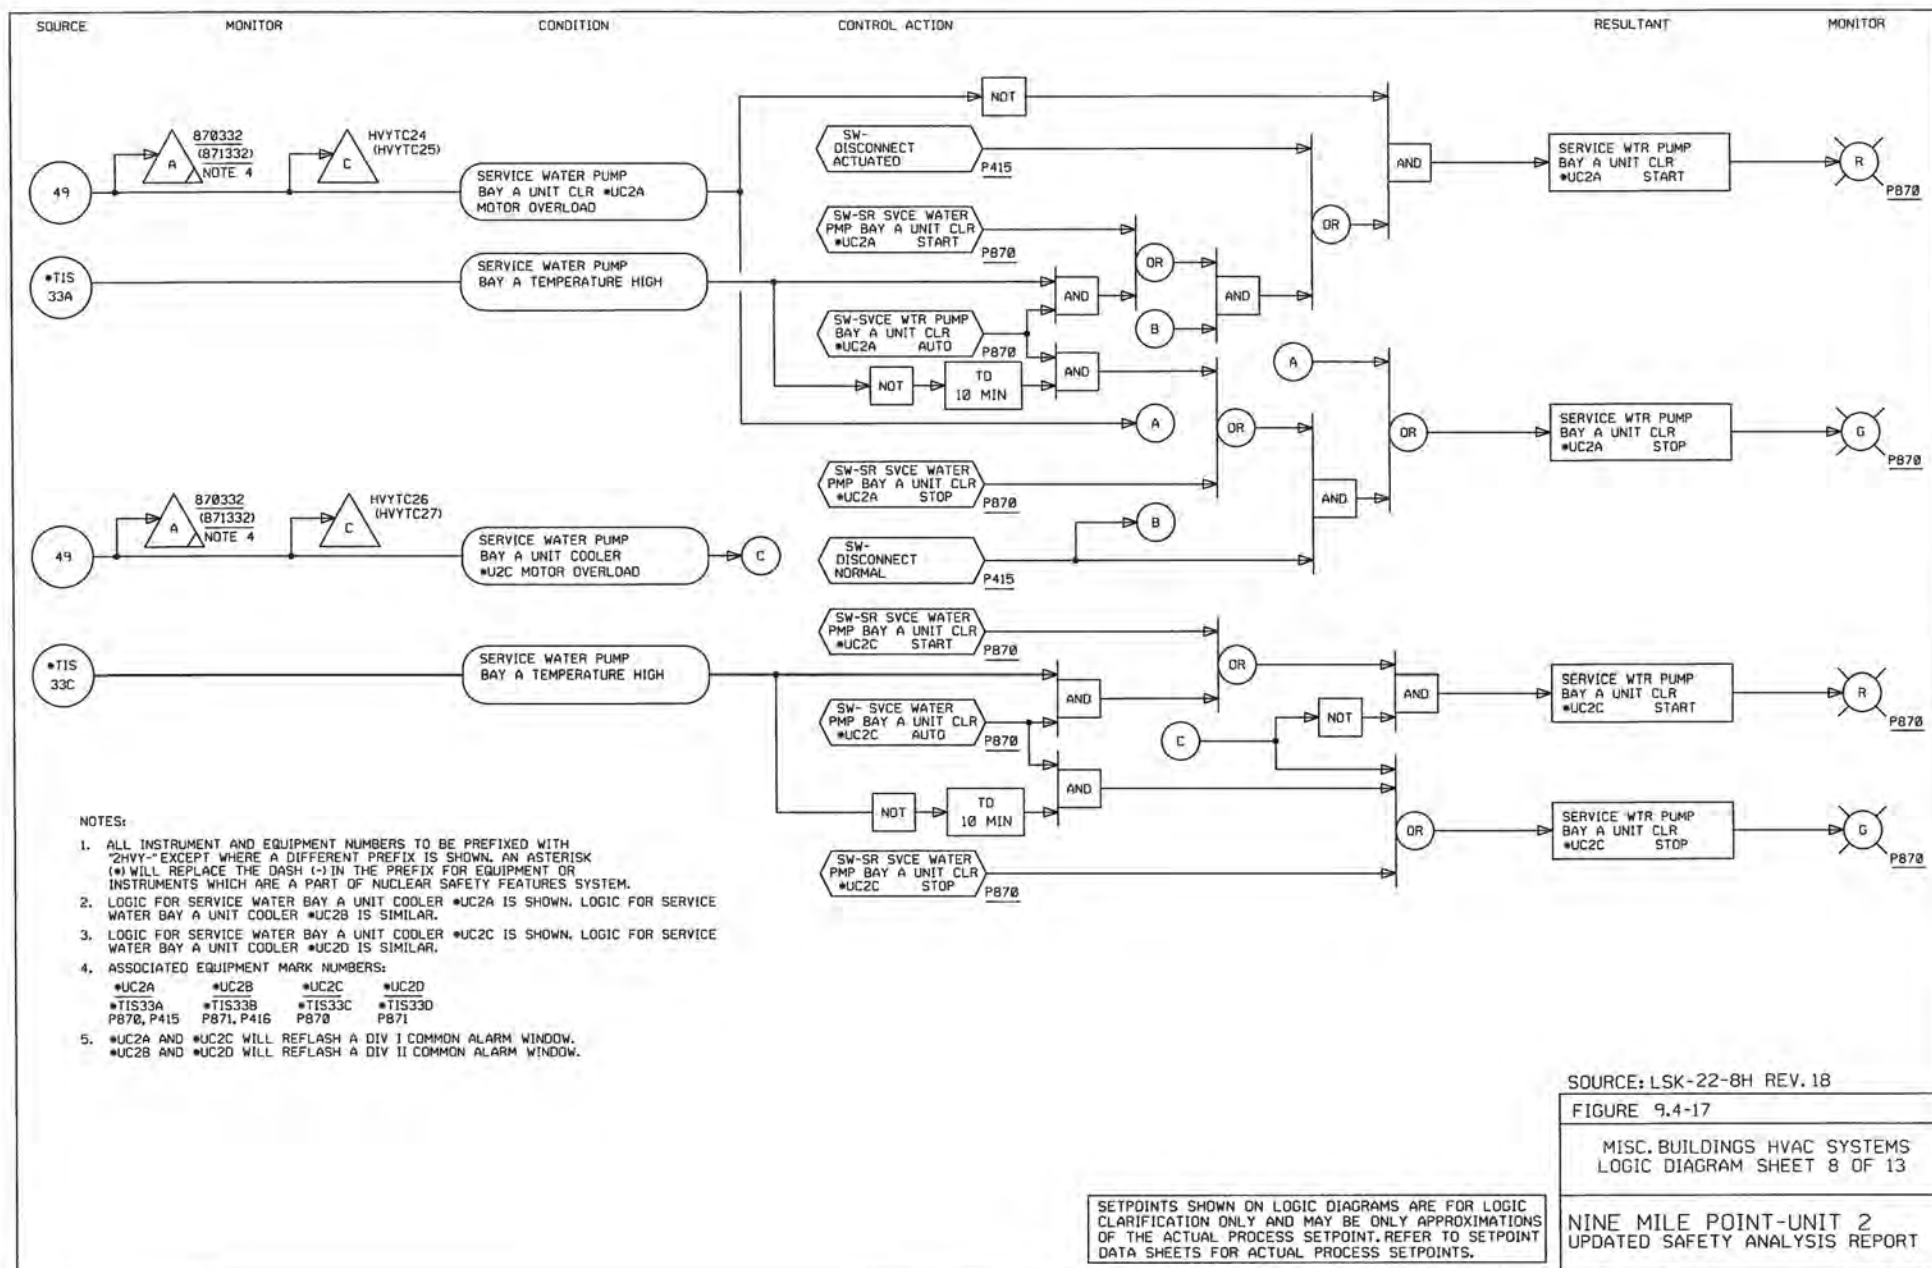 SOURCE MONITOR CONDITION CONTROL ACTION RESULTANT MONITOR
NOT
870332
(871332)
NOTE 4
A
HVYTC24
(HVYTC25)
C
49
SERVICE WATER PUMP
BAY A UNIT CLR *UC2A
MOTOR OVERLOAD
SW-
DISCONNECT
ACTUATED
P415
AND
SERVICE WTR PUMP
BAY A UNIT CLR
*UC2A START
R
P870
SW-SR SVCE WATER
PMP BAY A UNIT CLR
*UC2A START
P870
OR
OR
*TIS
33A
SERVICE WATER PUMP
BAY A TEMPERATURE HIGH
AND
AND
SW-SVCE WTR PUMP
BAY A UNIT CLR
*UC2A AUTO
P870
B
NOT
TD
10 MIN
AND
A
A
OR
OR
SERVICE WTR PUMP
BAY A UNIT CLR
*UC2A STOP
G
P870
SW-SR SVCE WATER
PMP BAY A UNIT CLR
*UC2A STOP
P870
AND
870332
(871332)
NOTE 4
A
HVYTC26
(HVYTC27)
C
B
49
SERVICE WATER PUMP
BAY A UNIT COOLER
*U2C MOTOR OVERLOAD
C
SW-
DISCONNECT
NORMAL
P415
SW-SR SVCE WATER
PMP BAY A UNIT CLR
*UC2C START
P870
OR
*TIS
33C
SERVICE WATER PUMP
BAY A TEMPERATURE HIGH
AND
AND
SERVICE WTR PUMP
BAY A UNIT CLR
*UC2C START
R
P870
SW- SVCE WATER
PMP BAY A UNIT CLR
*UC2C AUTO
P870
C
NOT
AND
NOT
TD
10 MIN
OR
SERVICE WTR PUMP
BAY A UNIT CLR
*UC2C STOP
G
P870
SW-SR SVCE WATER
PMP BAY A UNIT CLR
*UC2C STOP
P870
NOTES:
1. ALL INSTRUMENT AND EQUIPMENT NUMBERS TO BE PREFIXED WITH
"2HVY-" EXCEPT WHERE A DIFFERENT PREFIX IS SHOWN. AN ASTERISK
(*) WILL REPLACE THE DASH (-) IN THE PREFIX FOR EQUIPMENT OR
INSTRUMENTS WHICH ARE A PART OF NUCLEAR SAFETY FEATURES SYSTEM.
2. LOGIC FOR SERVICE WATER BAY A UNIT COOLER *UC2A IS SHOWN. LOGIC FOR SERVICE
WATER BAY A UNIT COOLER *UC2B IS SIMILAR.
3. LOGIC FOR SERVICE WATER BAY A UNIT COOLER *UC2C IS SHOWN. LOGIC FOR SERVICE
WATER BAY A UNIT COOLER *UC2D IS SIMILAR.
4. ASSOCIATED EQUIPMENT MARK NUMBERS:
*UC2A *UC2B *UC2C *UC2D
*TIS33A *TIS33B *TIS33C *TIS33D
P870, P415 P871, P416 P870 P871
5. *UC2A AND *UC2C WILL REFLASH A DIV I COMMON ALARM WINDOW.
*UC2B AND *UC2D WILL REFLASH A DIV II COMMON ALARM WINDOW.
SOURCE: LSK-22-8H REV. 18
FIGURE 9.4-17
MISC. BUILDINGS HVAC SYSTEMS
LOGIC DIAGRAM SHEET 8 OF 13
SETPOINTS SHOWN ON LOGIC DIAGRAMS ARE FOR LOGIC
CLARIFICATION ONLY AND MAY BE ONLY APPROXIMATIONS
OF THE ACTUAL PROCESS SETPOINT. REFER TO SETPOINT
DATA SHEETS FOR ACTUAL PROCESS SETPOINTS.
NINE MILE POINT-UNIT 2
UPDATED SAFETY ANALYSIS REPORT